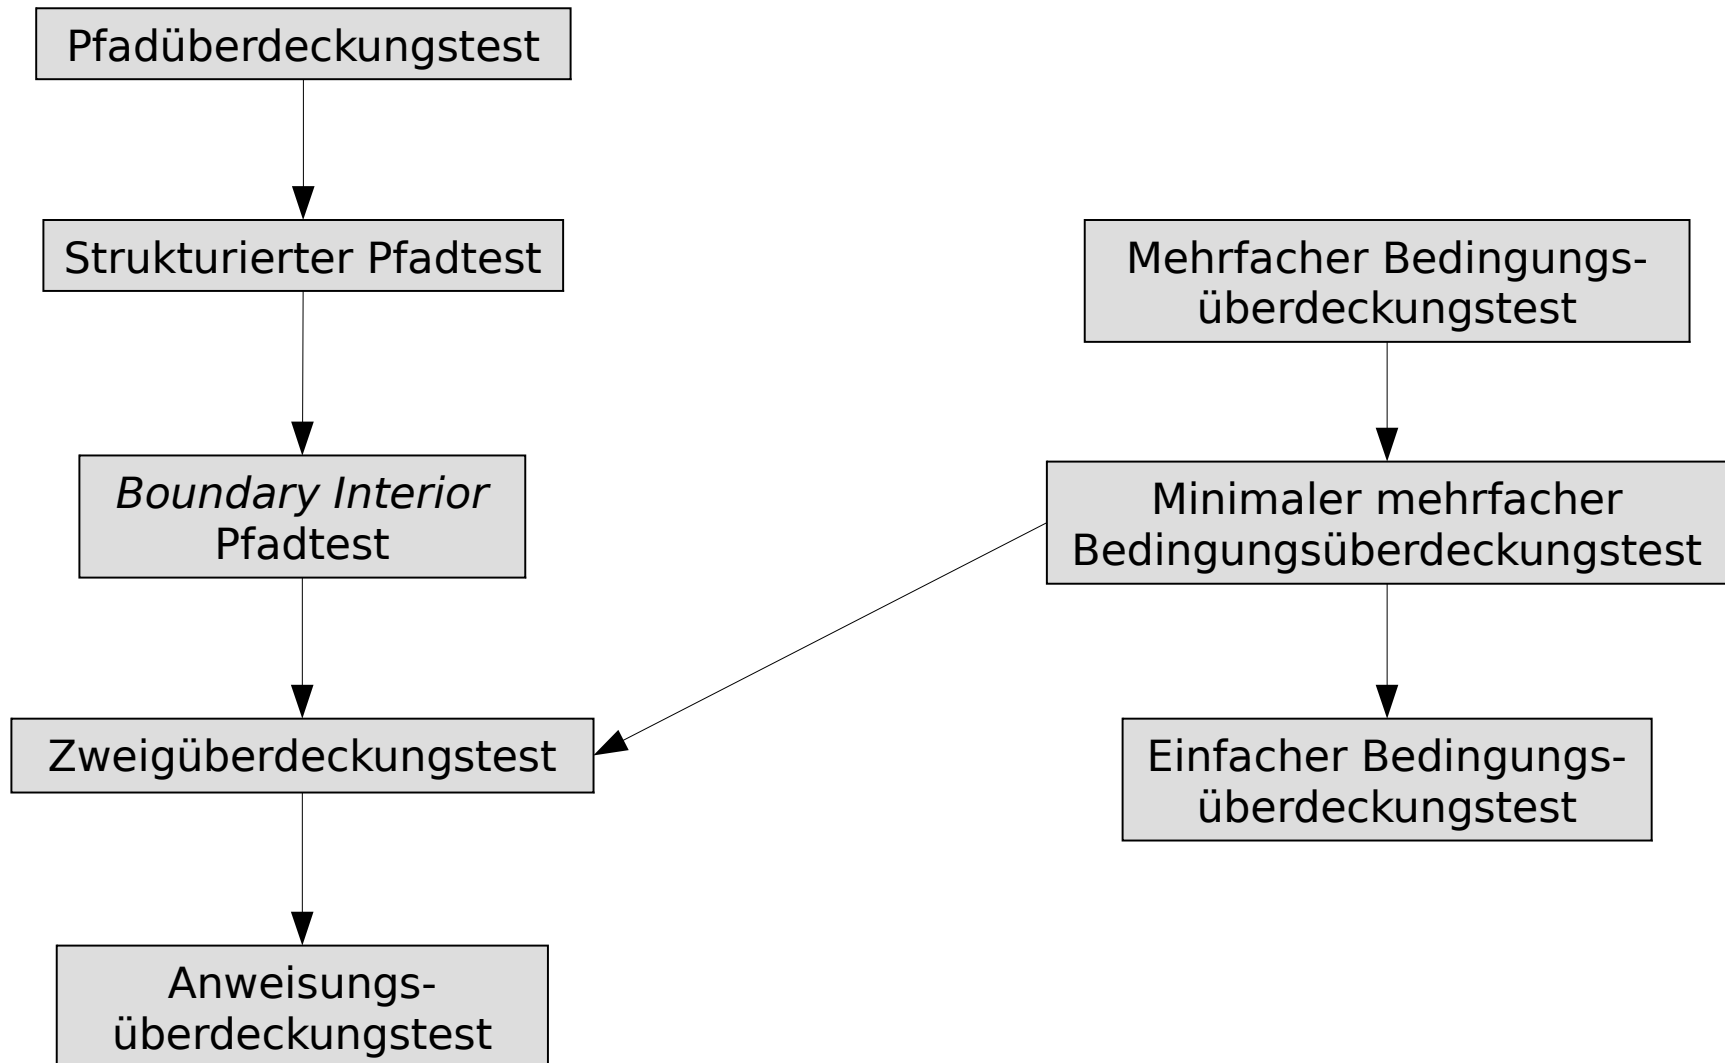 Pfadüberdeckungstest
Strukturierter Pfadtest
Mehrfacher Bedingungs-
überdeckungstest
Boundary Interior
Pfadtest
Minimaler mehrfacher
Bedingungsüberdeckungstest
Zweigüberdeckungstest
Einfacher Bedingungs-
überdeckungstest
Anweisungs-
überdeckungstest